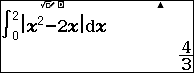 ∫₀² |x²−2x|dx
4/3